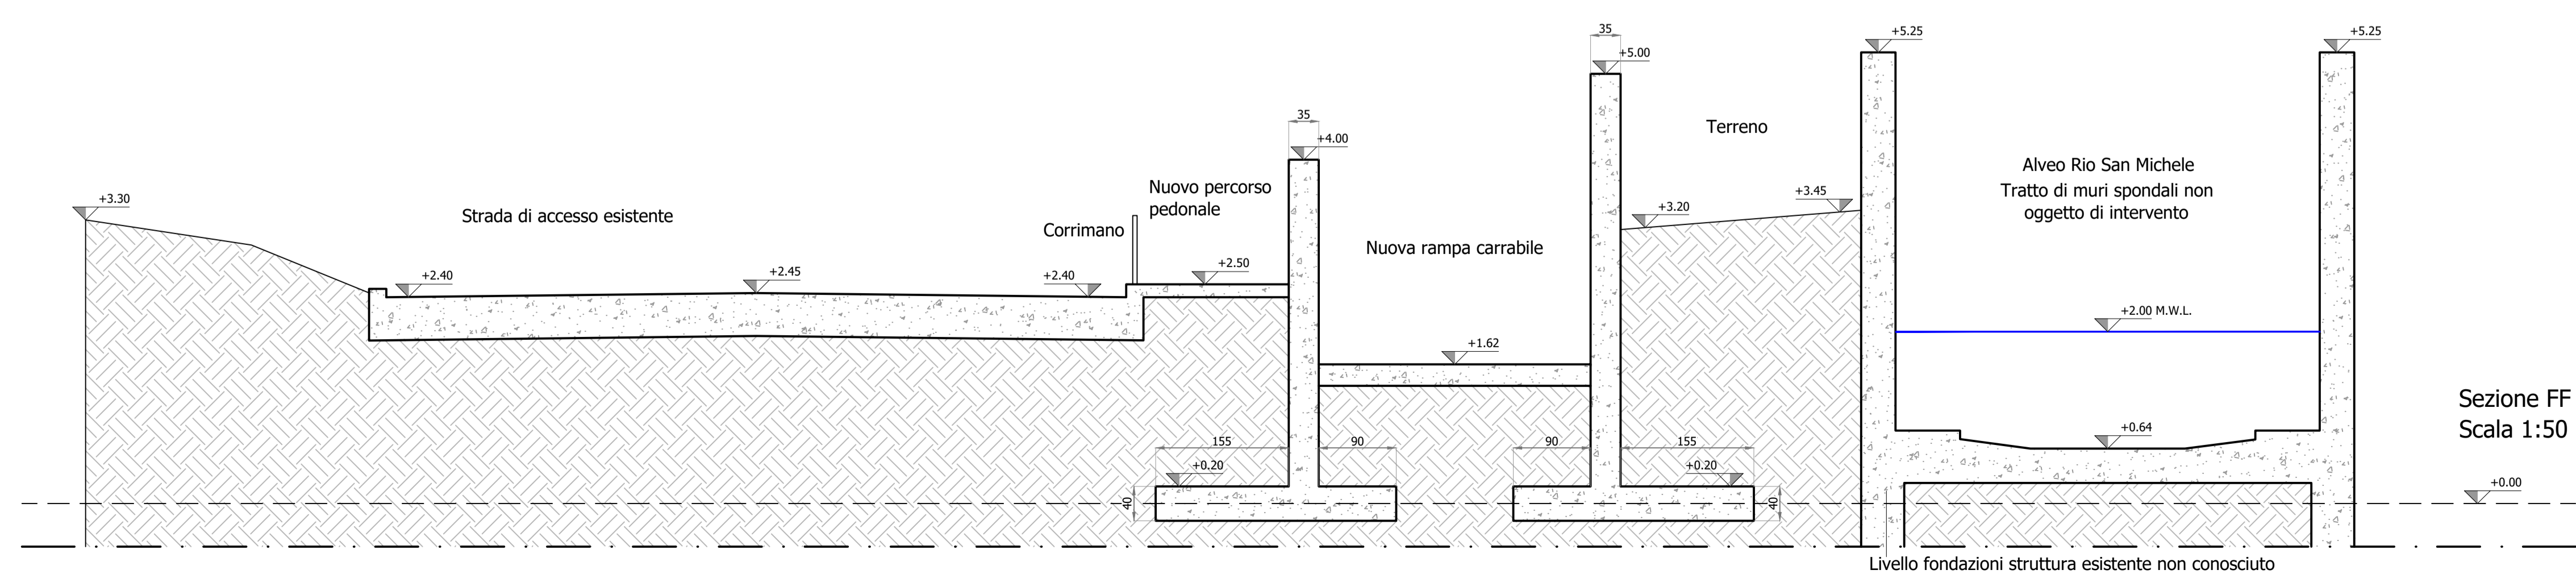 +3.30
Strada di accesso esistente
+2.40
+2.45
+2.40
Corrimano
Nuovo percorso
pedonale
+2.50
35
+4.00
Nuova rampa carrabile
+1.62
35
+5.00
Terreno
+3.20
+3.45
+5.25
+5.25
Alveo Rio San Michele
Tratto di muri spondali non
oggetto di intervento
+2.00 M.W.L.
+0.64
155
90
90
155
+0.20
+0.20
40
40
+0.00
Sezione FF
Scala 1:50
Livello fondazioni struttura esistente non conosciuto